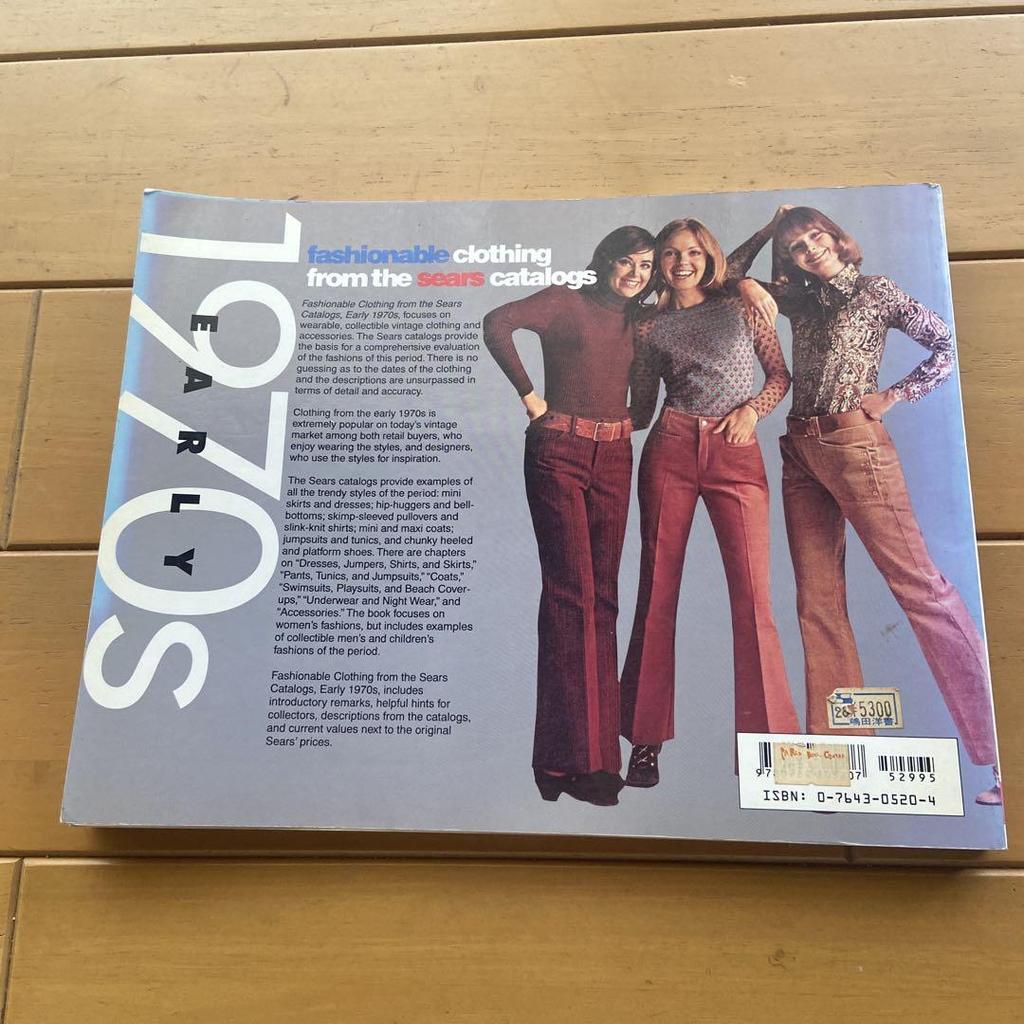 1970s
EARLY
fashionable clothing
from the sears catalogs
Fashionable Clothing from the Sears
Catalogs, Early 1970s, focuses on
wearable, collectible vintage clothing and
accessories. The Sears catalogs provide
the basis for a comprehensive evaluation
of the fashions of this period. There is no
guessing as to the dates of the clothing
and the descriptions are unsurpassed in
terms of detail and accuracy.
Clothing from the early 1970s is
extremely popular on today's vintage
market among both retail buyers, who
enjoy wearing the styles, and designers,
who use the styles for inspiration.
The Sears catalogs provide examples of
all the trendy styles of the period: mini
skirts and dresses; hip-huggers and bell-
bottoms; skimp-sleeved pullovers and
slink-knit shirts; mini and maxi coats;
jumpsuits and tunics, and chunky heeled
and platform shoes. There are chapters
on "Dresses, Jumpers, Shirts, and Skirts,"
"Pants, Tunics, and Jumpsuits," "Coats,"
"Swimsuits, Playsuits, and Beach Cover-
ups," "Underwear and Night Wear," and
"Accessories." The book focuses on
women's fashions, but includes examples
of collectible men's and children's
fashions of the period.
Fashionable Clothing from the Sears
Catalogs, Early 1970s, includes
introductory remarks, helpful hints for
collectors, descriptions from the catalogs,
and current values next to the original
Sears' prices.
¥5300
嶋田洋書
52995
ISBN: 0-7643-0520-4